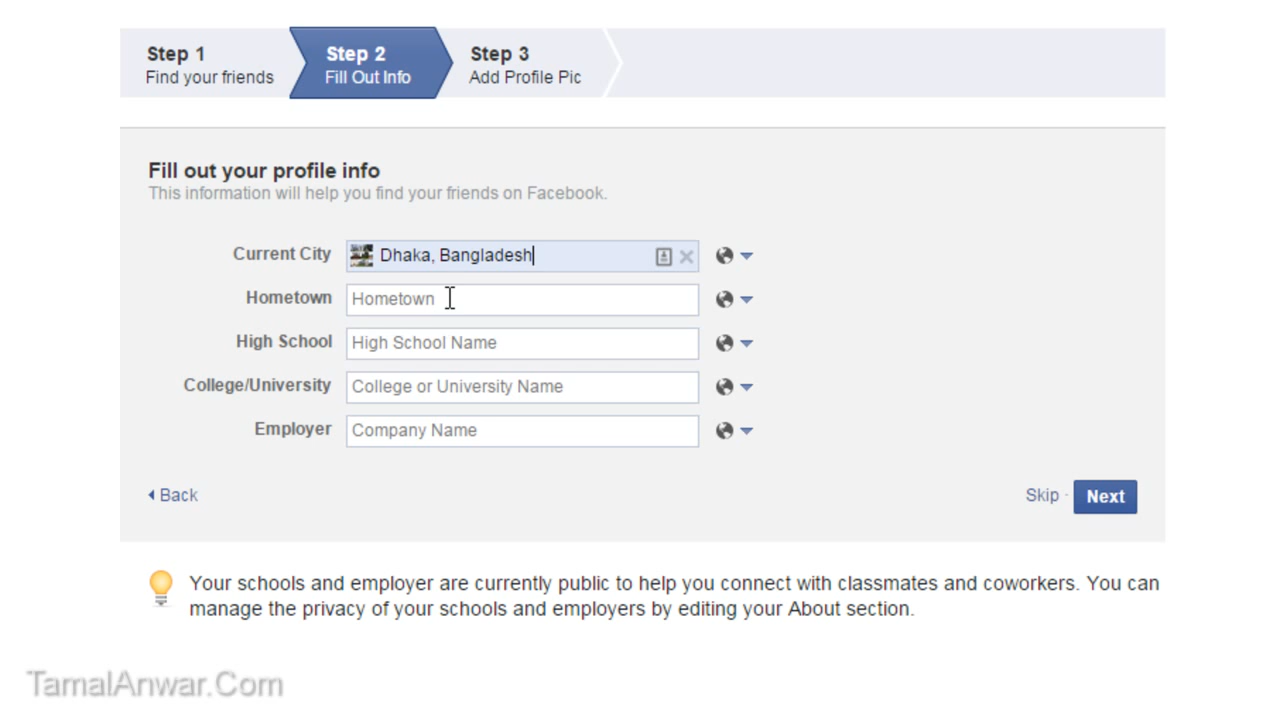 Step 1
Find your friends
Step 2
Fill Out Info
Step 3
Add Profile Pic
Fill out your profile info
This information will help you find your friends on Facebook.
Current City Dhaka, Bangladesh
Hometown Hometown
High School High School Name
College/University College or University Name
Employer Company Name
Back Skip · Next
Your schools and employer are currently public to help you connect with classmates and coworkers. You can
manage the privacy of your schools and employers by editing your About section.
TamalAnwar.Com